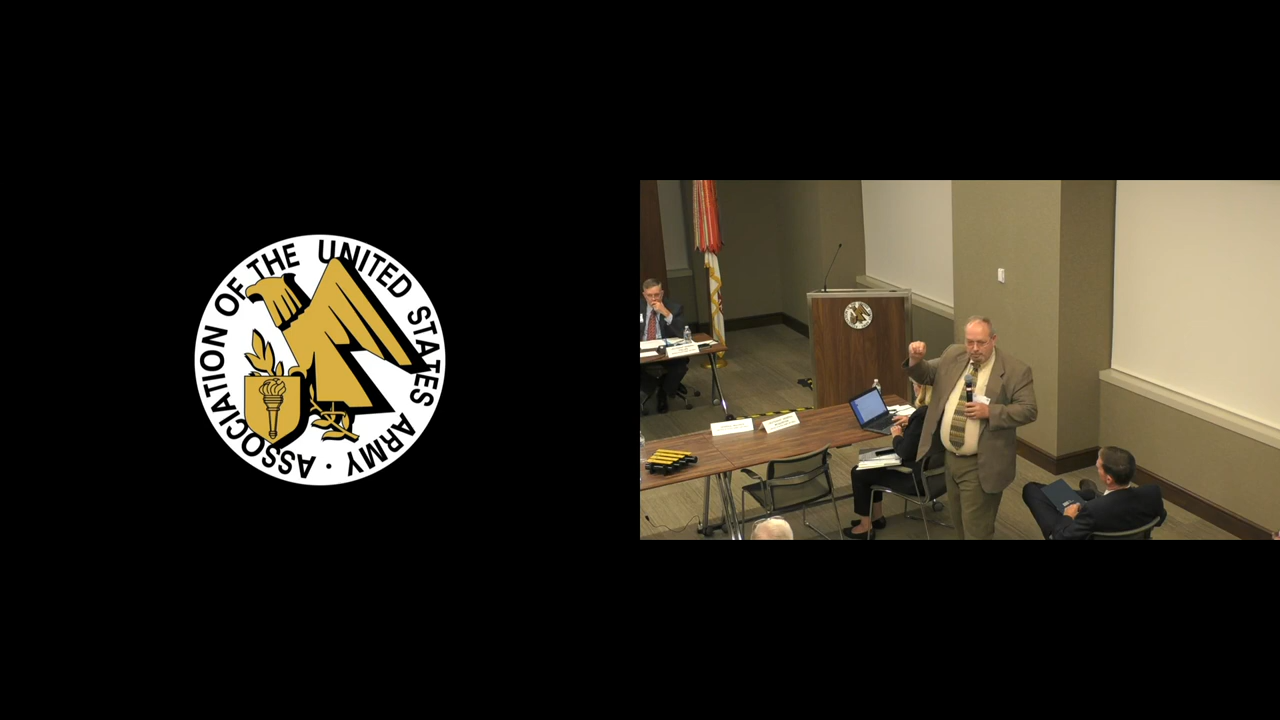 ASSOCIATION OF THE UNITED STATES ARMY ·